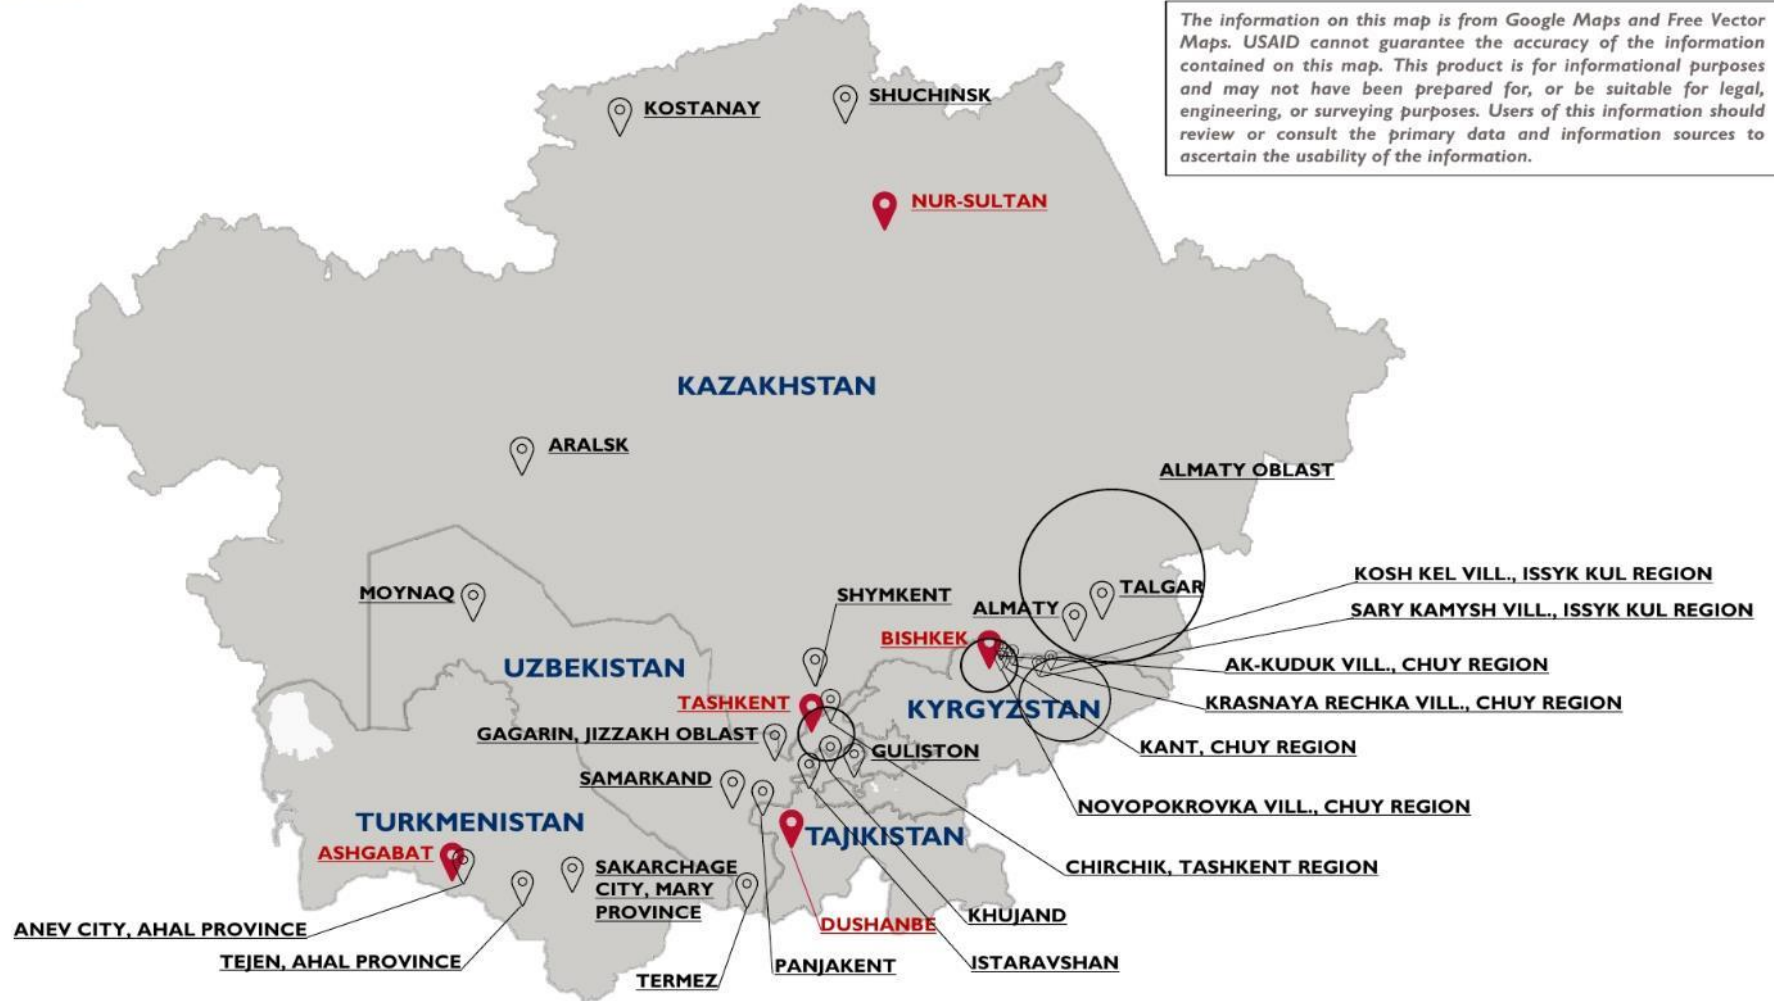 The information on this map is from Google Maps and Free Vector
Maps. USAID cannot guarantee the accuracy of the information
contained on this map. This product is for informational purposes
and may not have been prepared for, or be suitable for legal,
engineering, or surveying purposes. Users of this information should
review or consult the primary data and information sources to
ascertain the usability of the information.
KOSTANAY
SHUCHINSK
NUR-SULTAN
KAZAKHSTAN
ARALSK
ALMATY OBLAST
KOSH KEL VILL., ISSYK KUL REGION
MOYNAQ
SHYMKENT
ALMATY
TALGAR
SARY KAMYSH VILL., ISSYK KUL REGION
BISHKEK
UZBEKISTAN
AK-KUDUK VILL., CHUY REGION
TASHKENT
KYRGYZSTAN
KRASNAYA RECHKA VILL., CHUY REGION
GAGARIN, JIZZAKH OBLAST
GULISTON
KANT, CHUY REGION
SAMARKAND
NOVOPOKROVKA VILL., CHUY REGION
TURKMENISTAN
TAJIKISTAN
ASHGABAT
SAKARCHAGE
CITY, MARY
PROVINCE
CHIRCHIK, TASHKENT REGION
ANEV CITY, AHAL PROVINCE
DUSHANBE
KHUJAND
TEJEN, AHAL PROVINCE
TERMEZ
PANJAKENT
ISTARAVSHAN